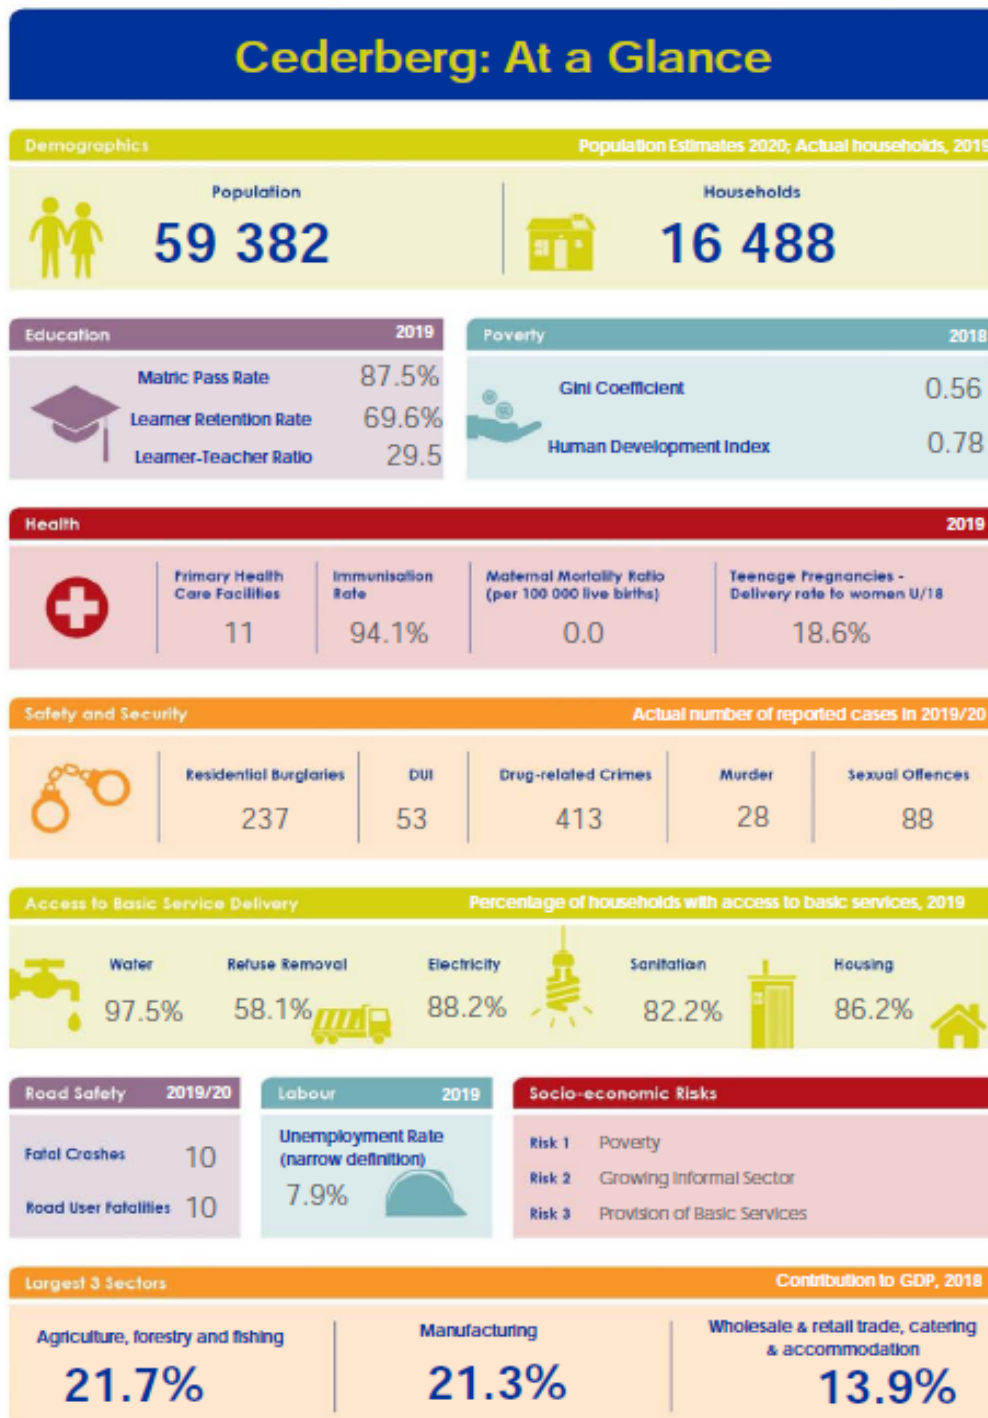 Cederberg: At a Glance
Demographics
Population Estimates 2020; Actual households, 2019
Population
59 382
Households
16 488
Education 2019
Matric Pass Rate 87.5%
Learner Retention Rate 69.6%
Learner-Teacher Ratio 29.5
Poverty 2018
Gini Coefficient 0.56
Human Development Index 0.78
Health 2019
Primary Health
Care Facilities
11
Immunisation
Rate
94.1%
Maternal Mortality Ratio
(per 100 000 live births)
0.0
Teenage Pregnancies -
Delivery rate to women U/18
18.6%
Safety and Security
Actual number of reported cases in 2019/20
Residential Burglaries
237
DUI
53
Drug-related Crimes
413
Murder
28
Sexual Offences
88
Access to Basic Service Delivery
Percentage of households with access to basic services, 2019
Water
97.5%
Refuse Removal
58.1%
Electricity
88.2%
Sanitation
82.2%
Housing
86.2%
Road Safety 2019/20
Fatal Crashes 10
Road User Fatalities 10
Labour 2019
Unemployment Rate
(narrow definition)
7.9%
Socio-economic Risks
Risk 1 Poverty
Risk 2 Growing Informal Sector
Risk 3 Provision of Basic Services
Largest 3 Sectors
Contribution to GDP, 2018
Agriculture, forestry and fishing
21.7%
Manufacturing
21.3%
Wholesale & retail trade, catering
& accommodation
13.9%